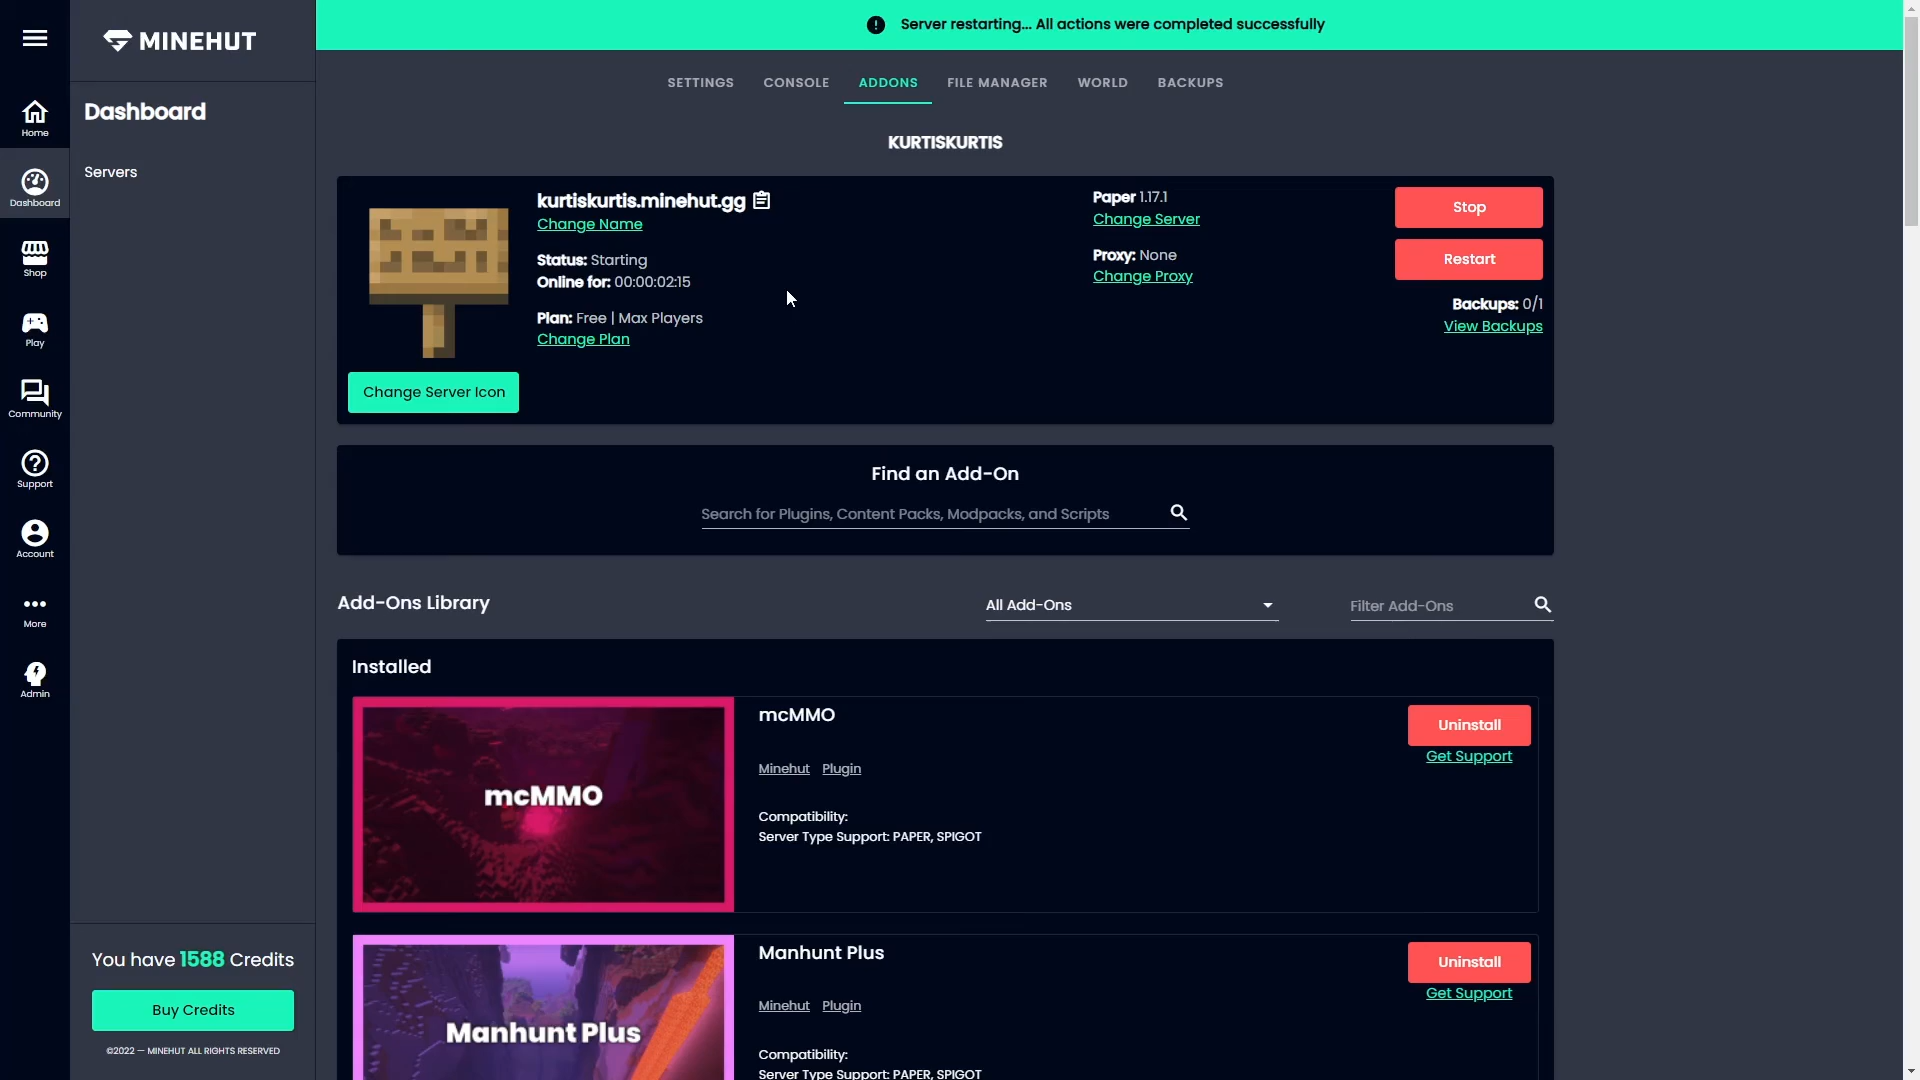 Server restarting... All actions were completed successfully
MINEHUT
SETTINGS CONSOLE ADDONS FILE MANAGER WORLD BACKUPS
Home
Dashboard
Shop
Play
Community
Support
Account
More
Admin
Dashboard
Servers
You have 1588 Credits
Buy Credits
©2022 — MINEHUT ALL RIGHTS RESERVED
KURTISKURTIS
kurtiskurtis.minehut.gg
Change Name
Status: Starting
Online for: 00:00:02:15
Plan: Free | Max Players
Change Plan
Change Server Icon
Paper 1.17.1
Change Server
Proxy: None
Change Proxy
Stop
Restart
Backups: 0/1
View Backups
Find an Add-On
Search for Plugins, Content Packs, Modpacks, and Scripts
Add-Ons Library
All Add-Ons
Filter Add-Ons
Installed
mcMMO
mcMMO
Minehut Plugin
Compatibility:
Server Type Support: PAPER, SPIGOT
Uninstall
Get Support
Manhunt Plus
Manhunt Plus
Minehut Plugin
Compatibility:
Server Type Support: PAPER, SPIGOT
Uninstall
Get Support